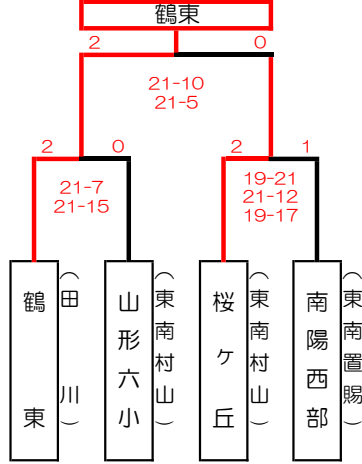 鶴東
2 0
21-10
21-5
2 0 2 1
21-7
21-15
19-21
21-12
19-17
鶴東
（田川）
山形六小
（東南村山）
桜ヶ丘
（東南村山）
南陽西部
（東南置賜）